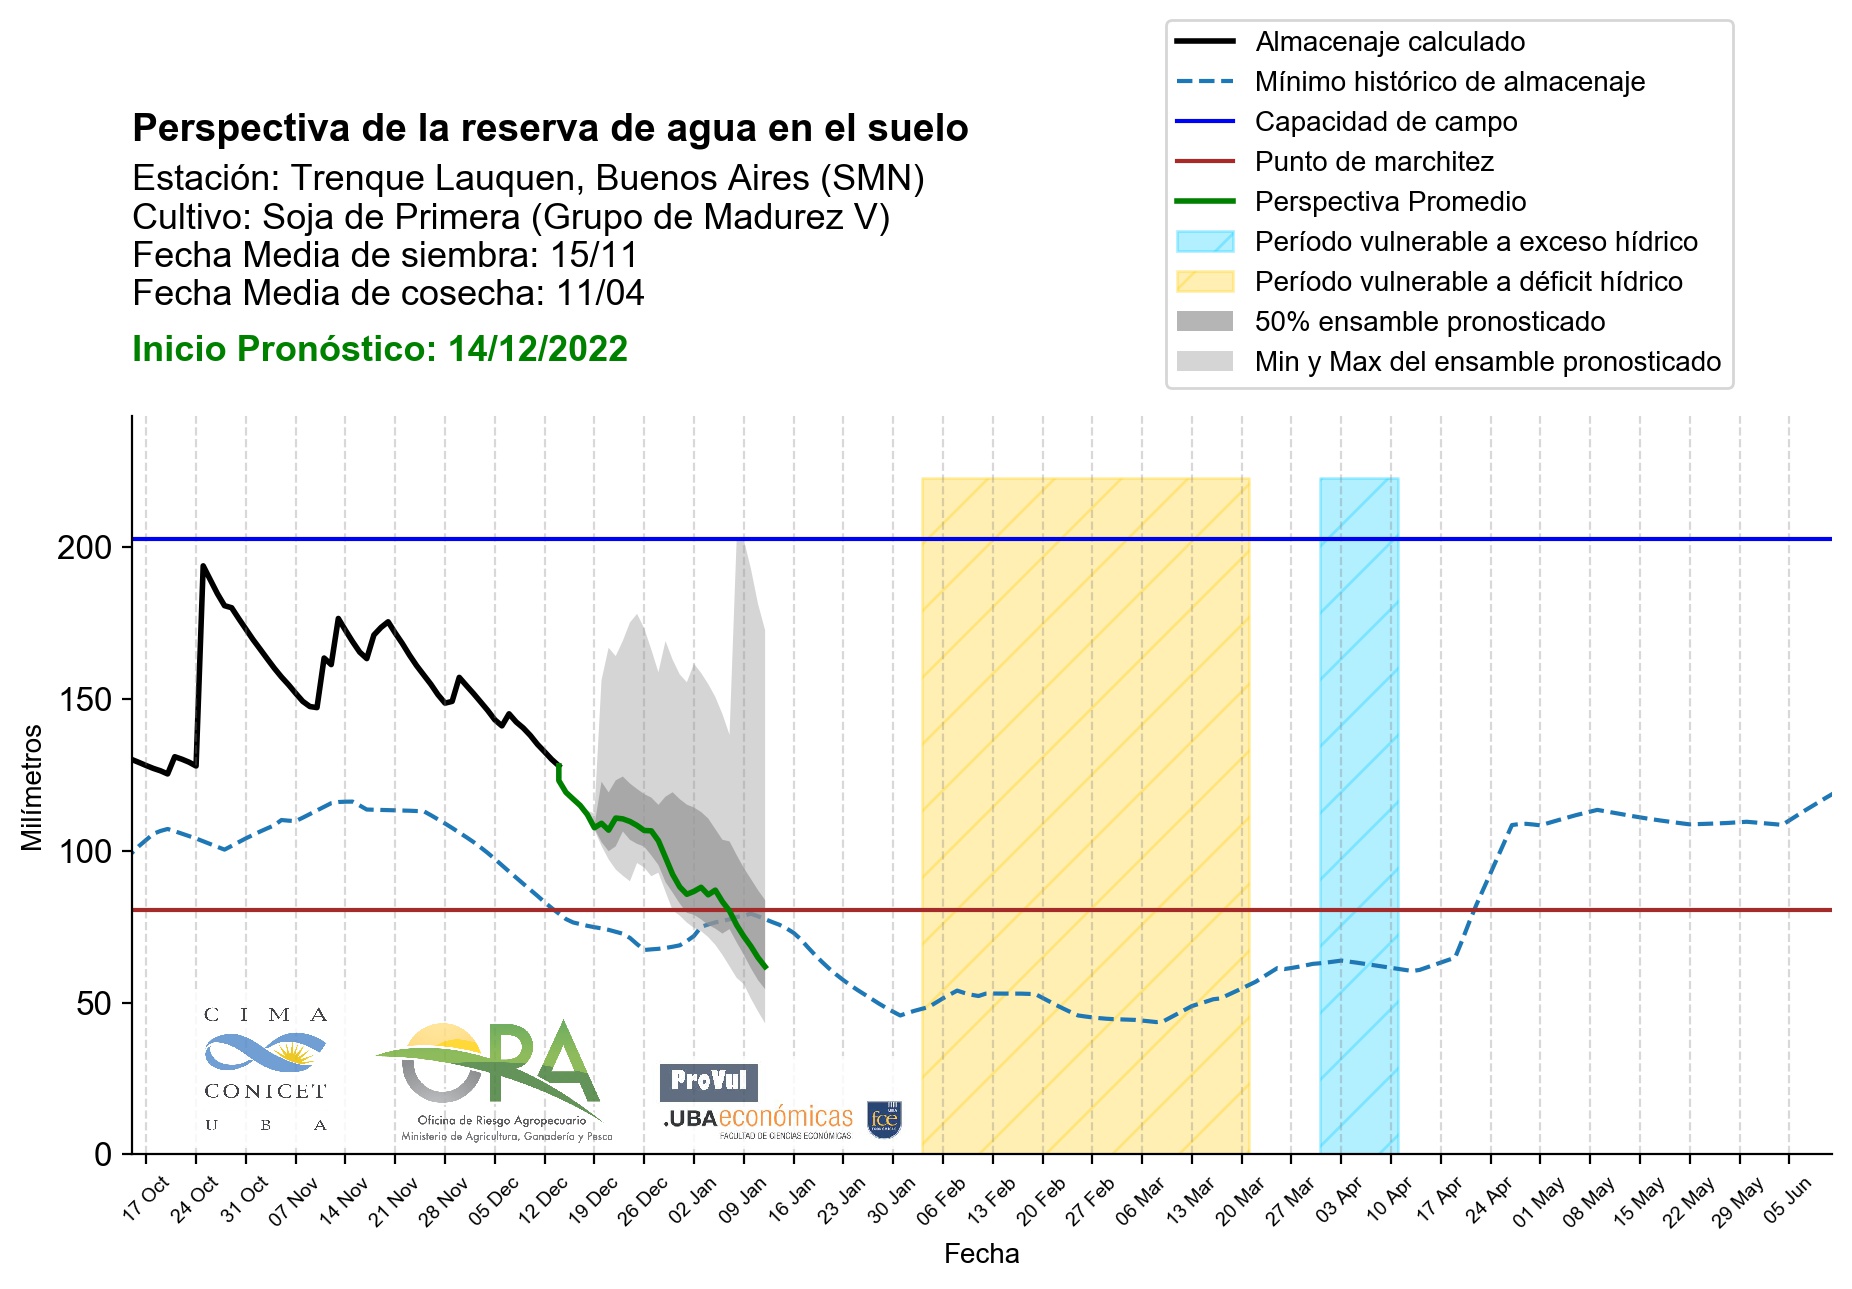 Almacenaje calculado
Mínimo histórico de almacenaje
Capacidad de campo
Punto de marchitez
Perspectiva Promedio
Período vulnerable a exceso hídrico
Período vulnerable a déficit hídrico
50% ensamble pronosticado
Min y Max del ensamble pronosticado
Perspectiva de la reserva de agua en el suelo
Estación: Trenque Lauquen, Buenos Aires (SMN)
Cultivo: Soja de Primera (Grupo de Madurez V)
Fecha Media de siembra: 15/11
Fecha Media de cosecha: 11/04
Inicio Pronóstico: 14/12/2022
Milímetros
200
150
100
50
0
CIMA
CONICET
UBA
ORA
Oficina de Riesgo Agropecuario
Ministerio de Agricultura, Ganadería y Pesca
ProVul
.UBAeconómicas
FACULTAD DE CIENCIAS ECONÓMICAS
fce
17 Oct
24 Oct
31 Oct
07 Nov
14 Nov
21 Nov
28 Nov
05 Dec
12 Dec
19 Dec
26 Dec
02 Jan
09 Jan
16 Jan
23 Jan
30 Jan
06 Feb
13 Feb
20 Feb
27 Feb
06 Mar
13 Mar
20 Mar
27 Mar
03 Apr
10 Apr
17 Apr
24 Apr
01 May
08 May
15 May
22 May
29 May
05 Jun
Fecha